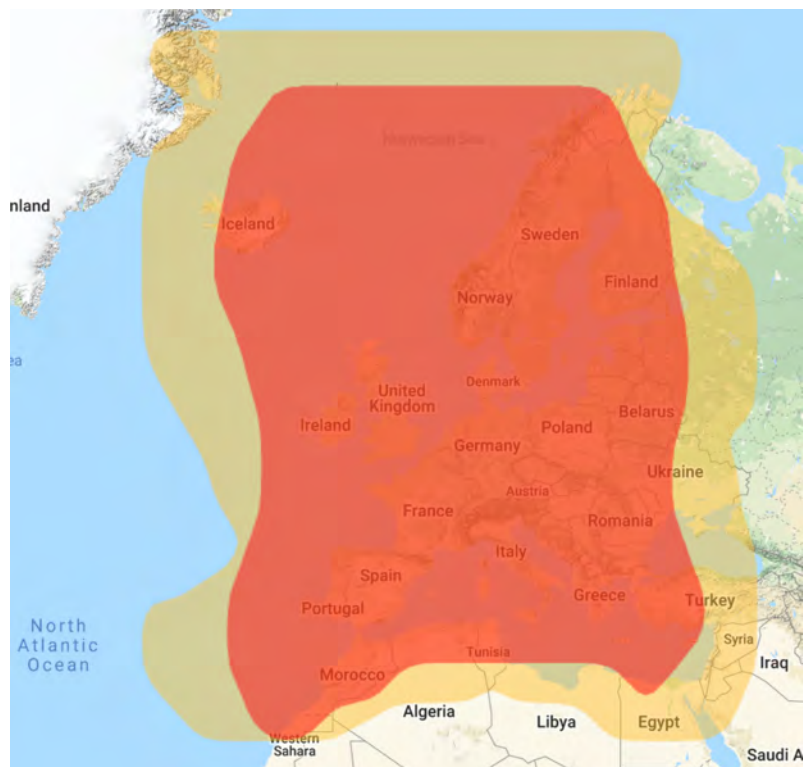 Norwegian Sea
nland
Iceland
Sweden
Finland
Norway
ea
Denmark
United
Kingdom
Belarus
Ireland
Poland
Germany
Ukraine
Austria
France
Romania
Italy
Spain
Greece
Portugal
Turkey
North
Atlantic
Ocean
Syria
Tunisia
Iraq
Morocco
Algeria
Libya
Egypt
Western
Sahara
Saudi A